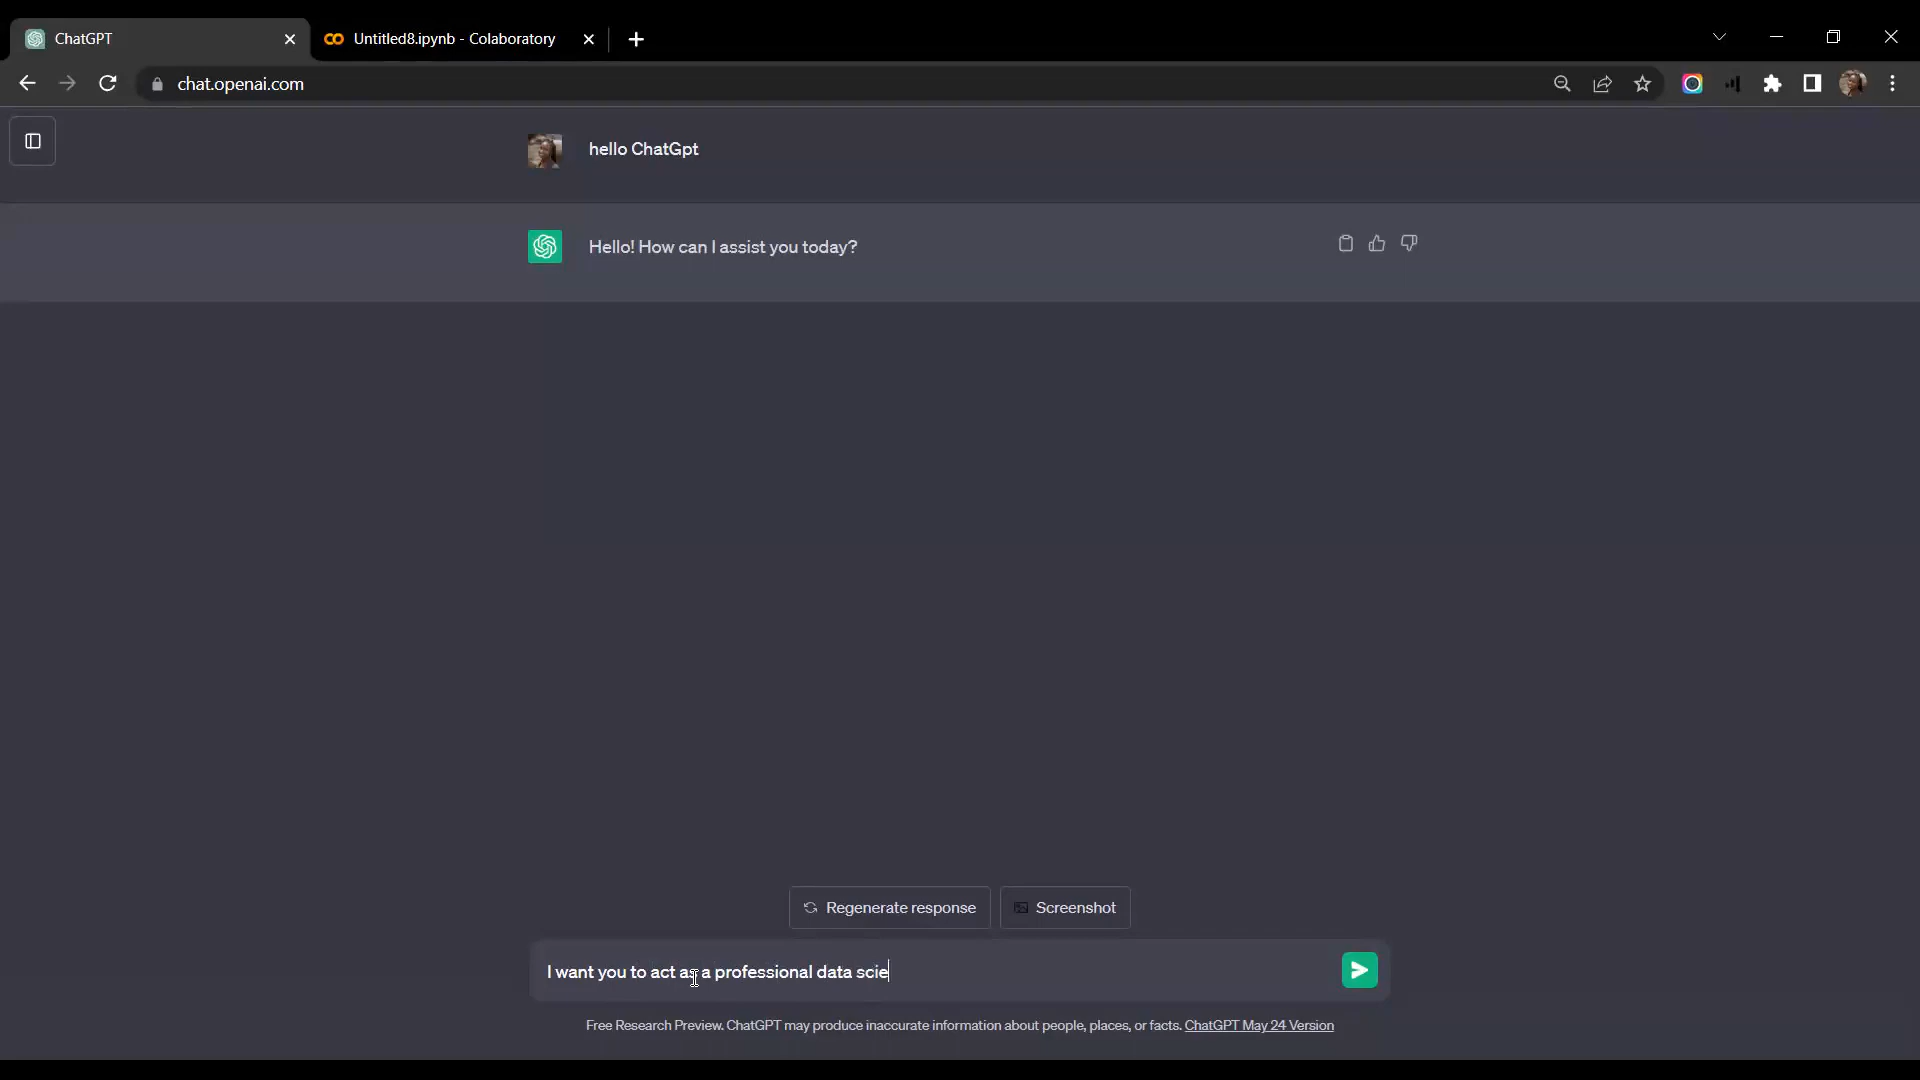 ChatGPT
Untitled8.ipynb - Colaboratory
chat.openai.com
hello ChatGpt
Hello! How can I assist you today?
Regenerate response
Screenshot
I want you to act as a professional data scie
Free Research Preview. ChatGPT may produce inaccurate information about people, places, or facts. ChatGPT May 24 Version